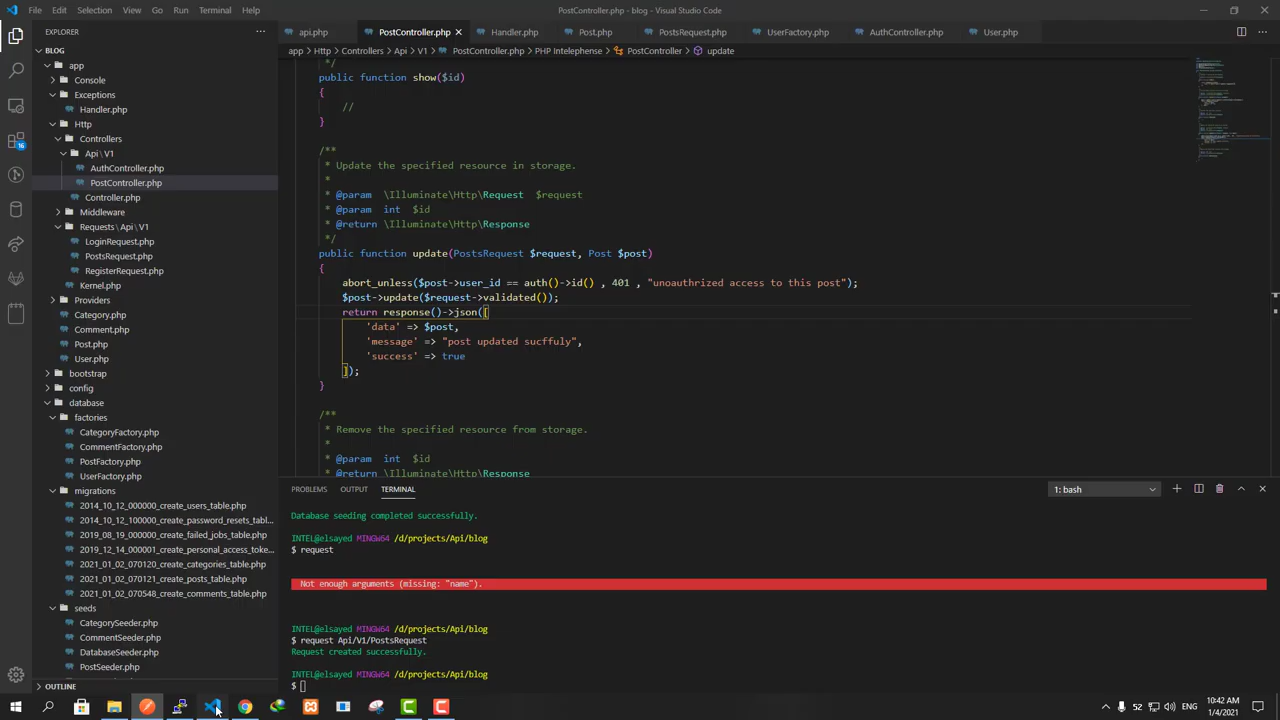 File Edit Selection View Go Run Terminal Help
PostController.php - blog - Visual Studio Code
EXPLORER
api.php
PostController.php
Handler.php
Post.php
PostsRequest.php
UserFactory.php
AuthController.php
User.php
BLOG
app > Http > Controllers > Api > V1 > PostController.php > PHP Intelephense > PostController > update
app
Console
Exceptions
Handler.php
Http
Controllers
Api \ V1
AuthController.php
PostController.php
Controller.php
Middleware
Requests \ Api \ V1
LoginRequest.php
PostsRequest.php
RegisterRequest.php
Kernel.php
Providers
Category.php
Comment.php
Post.php
User.php
bootstrap
config
database
factories
CategoryFactory.php
CommentFactory.php
PostFactory.php
UserFactory.php
migrations
2014_10_12_000000_create_users_table.php
2014_10_12_100000_create_password_resets_tabl...
2019_08_19_000000_create_failed_jobs_table.php
2019_12_14_000001_create_personal_access_toke...
2021_01_02_070120_create_categories_table.php
2021_01_02_070121_create_posts_table.php
2021_01_02_070548_create_comments_table.php
seeds
CategorySeeder.php
CommentSeeder.php
DatabaseSeeder.php
PostSeeder.php
OUTLINE
16
*/
public function show($id)
{
//
}
/**
* Update the specified resource in storage.
*
* @param  \Illuminate\Http\Request  $request
* @param  int  $id
* @return \Illuminate\Http\Response
*/
public function update(PostsRequest $request, Post $post)
{
abort_unless($post->user_id == auth()->id() , 401 , "unoathrized access to this post");
$post->update($request->validated());
return response()->json([
'data' => $post,
'message' => "post updated sucffuly",
'success' => true
]);
}
/**
* Remove the specified resource from storage.
*
* @param  int  $id
* @return \Illuminate\Http\Response
PROBLEMS OUTPUT TERMINAL
1: bash
Database seeding completed successfully.
INTEL@elsayed MINGW64 /d/projects/Api/blog
$ request
Not enough arguments (missing: "name").
INTEL@elsayed MINGW64 /d/projects/Api/blog
$ request Api/V1/PostsRequest
Request created successfully.
INTEL@elsayed MINGW64 /d/projects/Api/blog
$
ENG
10:42 AM
1/4/2021